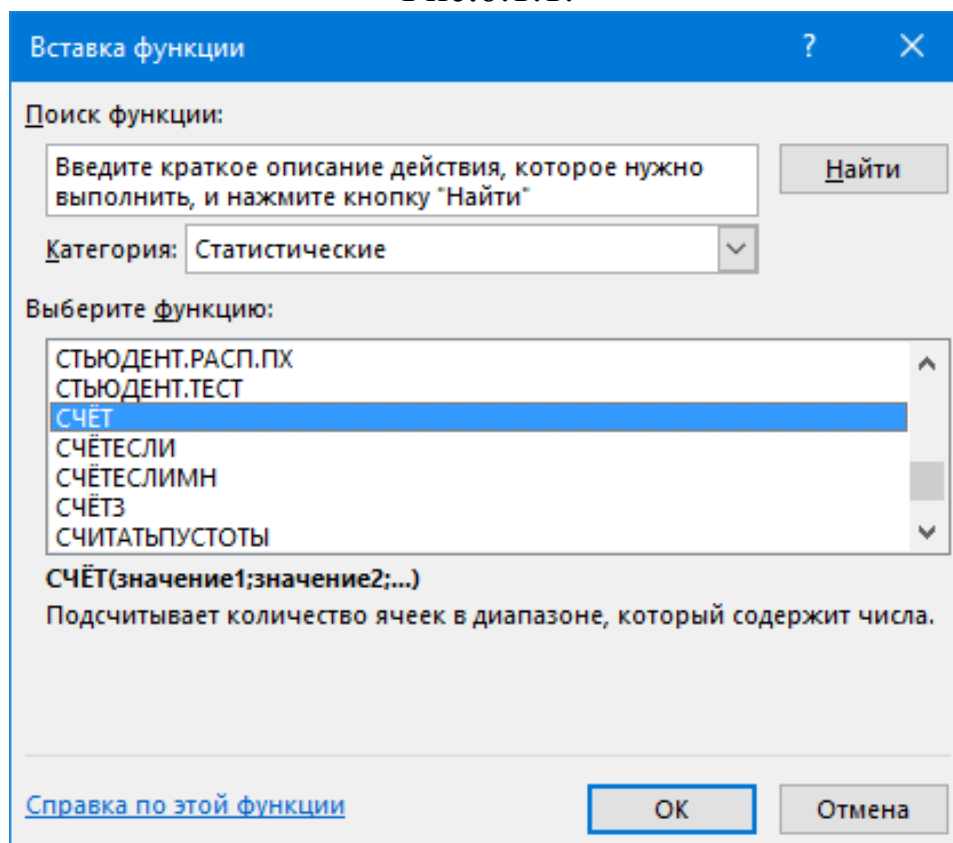 Вставка функции
Поиск функции:
Введите краткое описание действия, которое нужно
выполнить, и нажмите кнопку "Найти"
Найти
Категория: Статистические
Выберите функцию:
СТЬЮДЕНТ.РАСП.ПХ
СТЬЮДЕНТ.ТЕСТ
СЧЁТ
СЧЁТЕСЛИ
СЧЁТЕСЛИМН
СЧЁТЗ
СЧИТАТЬПУСТОТЫ
СЧЁТ(значение1;значение2;...)
Подсчитывает количество ячеек в диапазоне, который содержит числа.
Справка по этой функции
ОК
Отмена